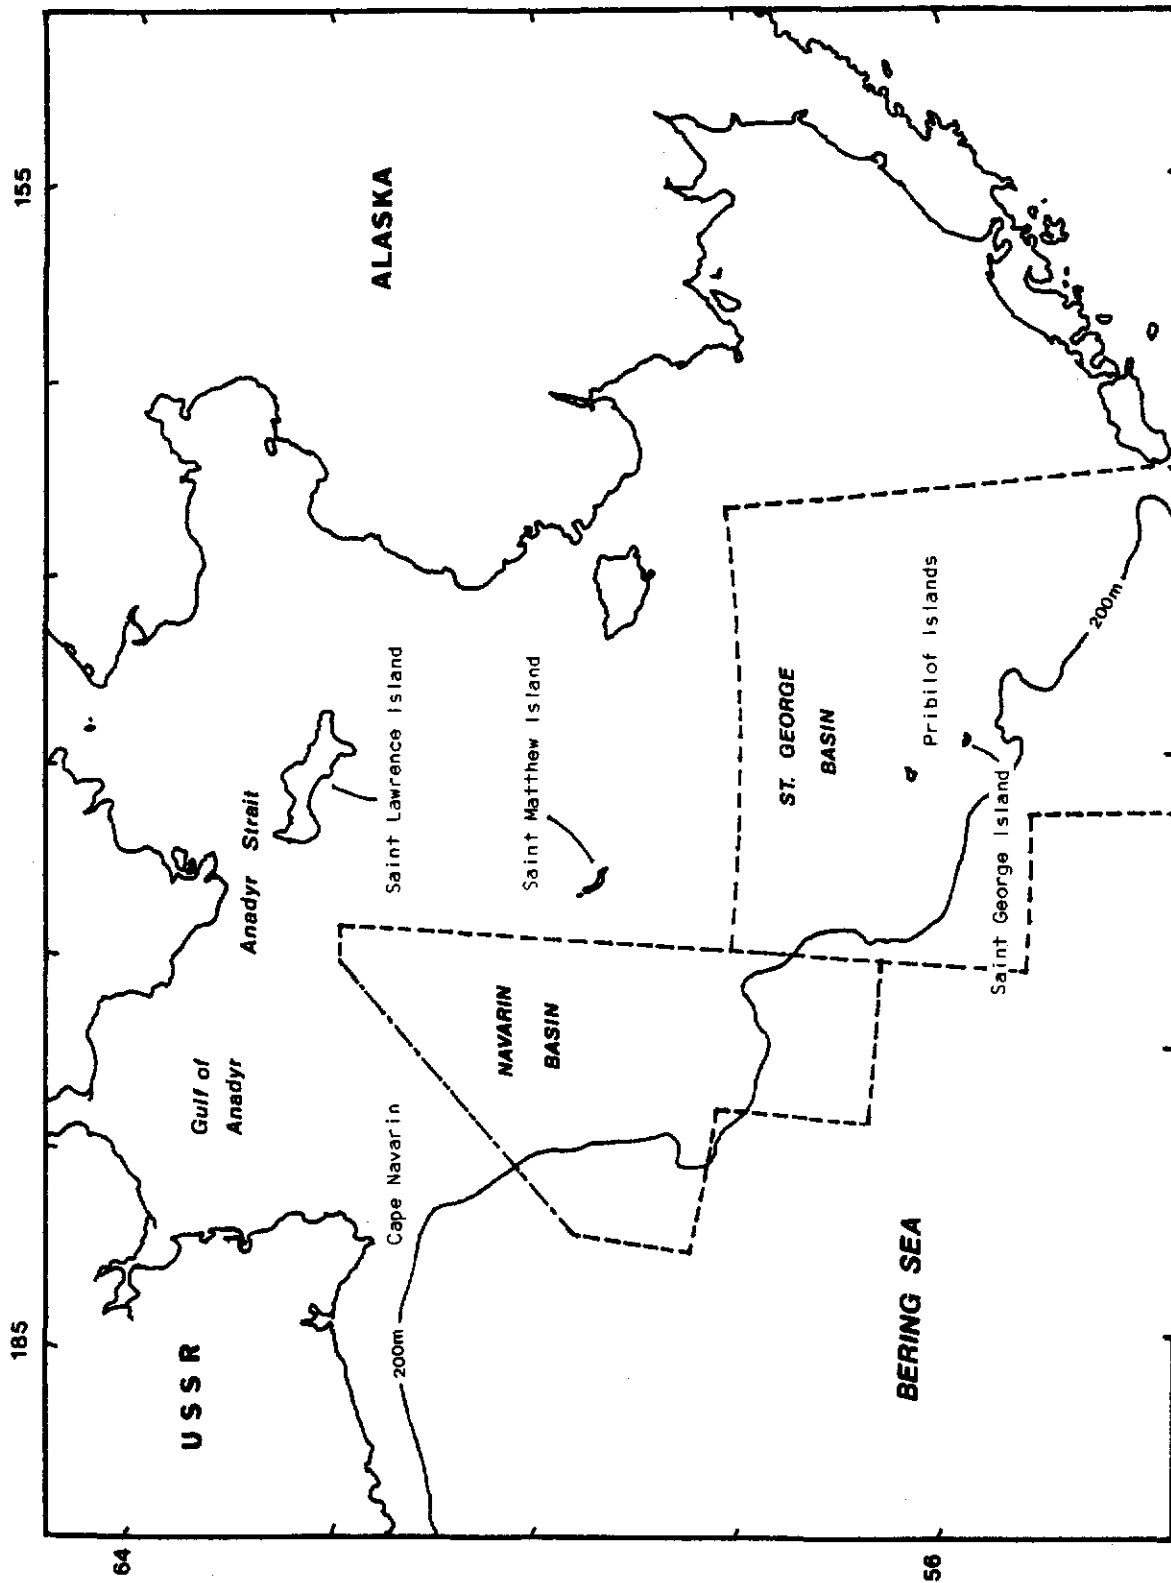 185
155
64
56
USSR
ALASKA
Gulf of
Anadyr
Anadyr Strait
Saint Lawrence Island
Cape Navarin
200m
NAVARIN
BASIN
Saint Matthew Island
ST. GEORGE
BASIN
Pribilof Islands
Saint George Island
200m
BERING SEA